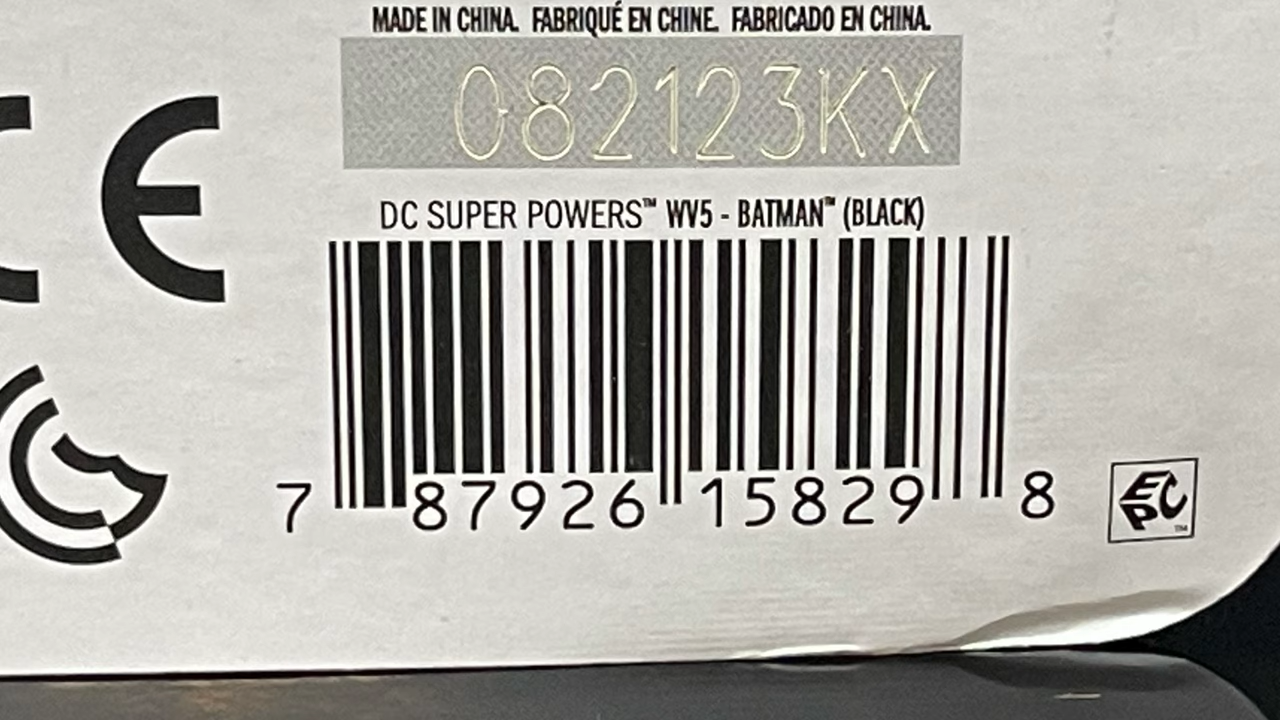 MADE IN CHINA. FABRIQUÉ EN CHINE. FABRICADO EN CHINA.
082123KX
DC SUPER POWERS™ WV5 - BATMAN™ (BLACK)
7 87926 15829 8
EPC™